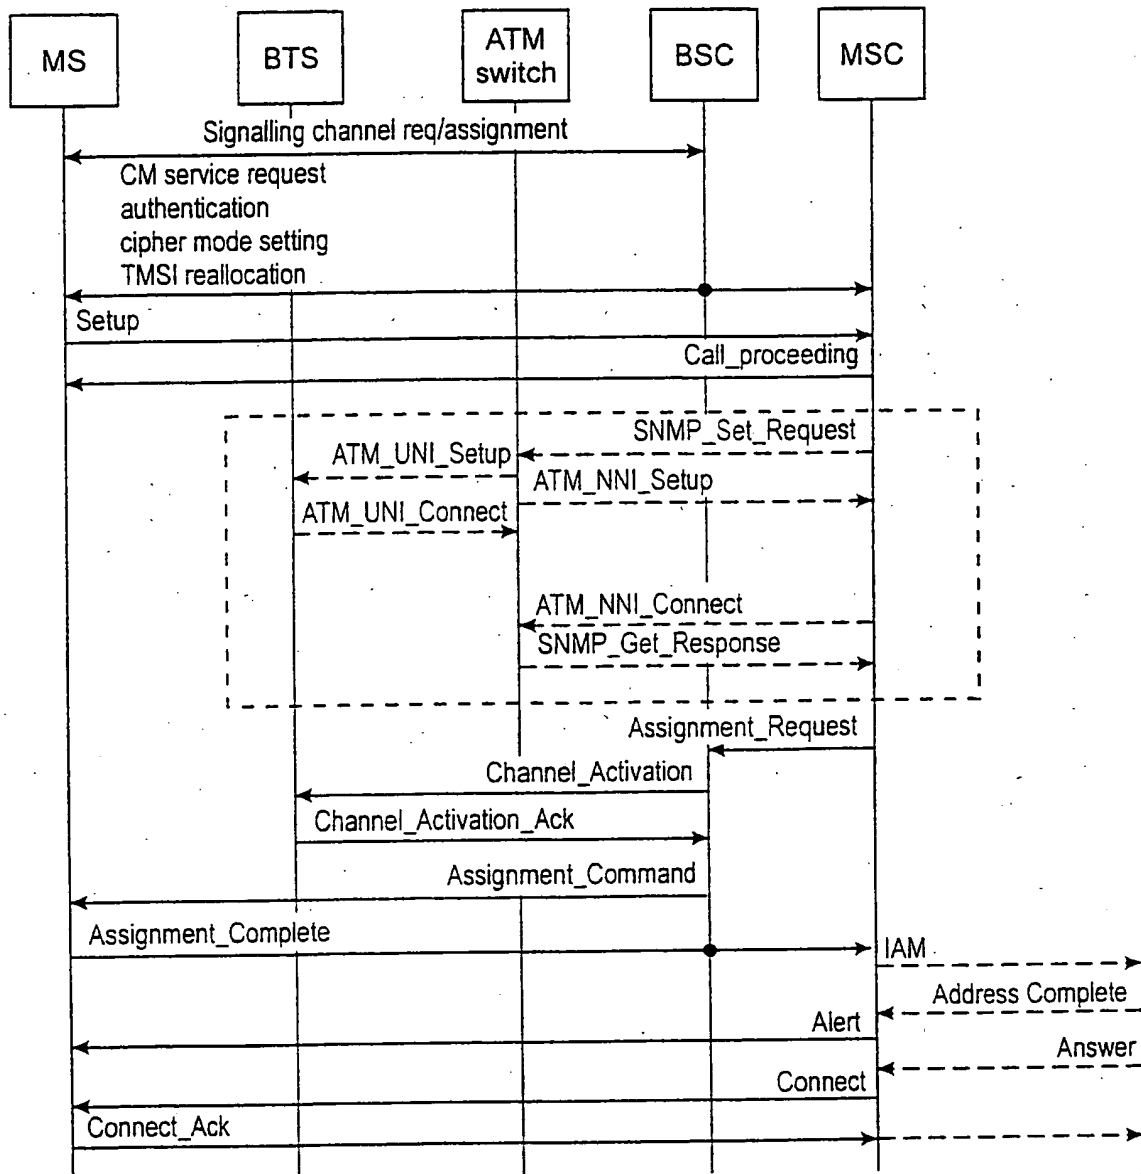 MS
BTS
ATM
switch
BSC
MSC
Signalling channel req/assignment
CM service request
authentication
cipher mode setting
TMSI reallocation
Setup
Call_proceeding
SNMP_Set_Request
ATM_UNI_Setup
ATM_NNI_Setup
ATM_UNI_Connect
ATM_NNI_Connect
SNMP_Get_Response
Assignment_Request
Channel_Activation
Channel_Activation_Ack
Assignment_Command
Assignment_Complete
IAM
Address Complete
Alert
Answer
Connect
Connect_Ack